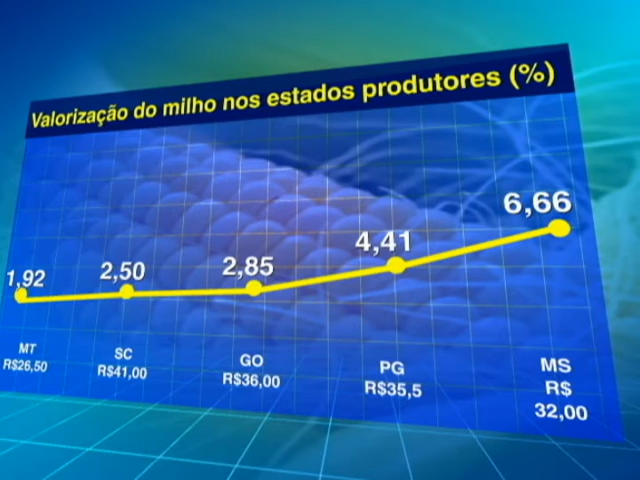 Valorização do milho nos estados produtores (%)
1,92
2,50
2,85
4,41
6,66
MT
R$26,50
SC
R$41,00
GO
R$36,00
PG
R$35,5
MS
R$
32,00